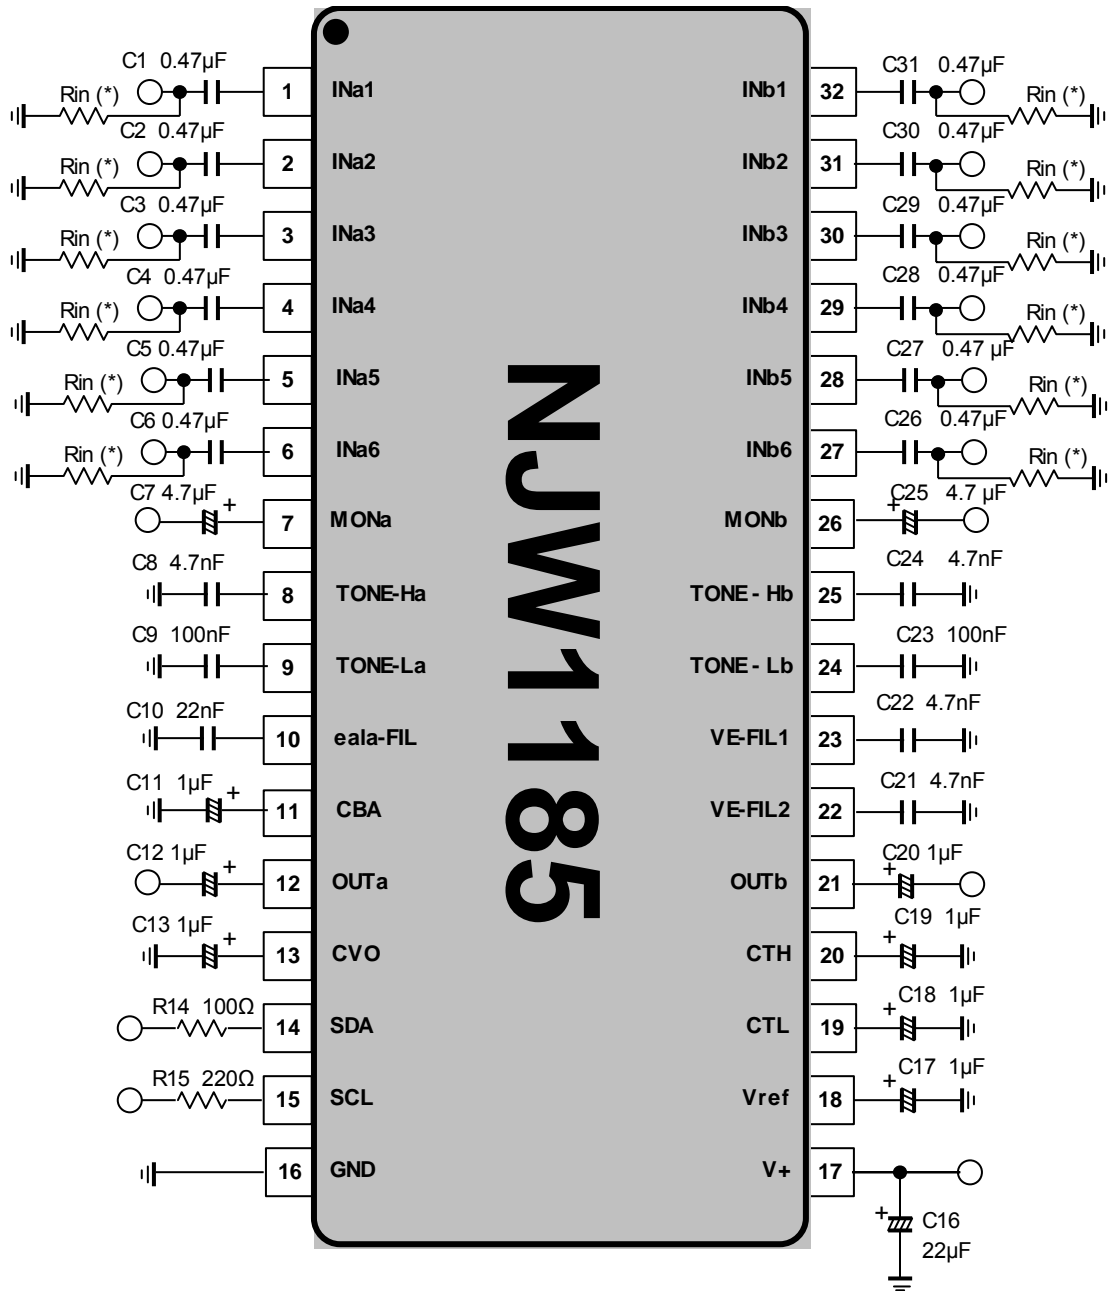 C1 0.47µF
Rin (*)
1 INa1
C2 0.47µF
Rin (*)
2 INa2
C3 0.47µF
Rin (*)
3 INa3
C4 0.47µF
Rin (*)
4 INa4
C5 0.47µF
Rin (*)
5 INa5
C6 0.47µF
Rin (*)
6 INa6
C7 4.7µF
+
7 MONa
C8 4.7nF
8 TONE-Ha
C9 100nF
9 TONE-La
C10 22nF
10 eala-FIL
C11 1µF
+
11 CBA
C12 1µF
+
12 OUTa
C13 1µF
+
13 CVO
R14 100Ω
14 SDA
R15 220Ω
15 SCL
16 GND
NJW1185
C31 0.47µF
INb1 32
Rin (*)
C30 0.47µF
INb2 31
Rin (*)
C29 0.47µF
INb3 30
Rin (*)
C28 0.47µF
INb4 29
Rin (*)
C27 0.47 µF
INb5 28
Rin (*)
C26 0.47µF
INb6 27
Rin (*)
C25 4.7 µF
+
MONb 26
C24 4.7nF
TONE - Hb 25
C23 100nF
TONE - Lb 24
C22 4.7nF
VE-FIL1 23
C21 4.7nF
VE-FIL2 22
C20 1µF
+
OUTb 21
C19 1µF
+
CTH 20
C18 1µF
+
CTL 19
C17 1µF
+
Vref 18
V+ 17
+
C16
22µF